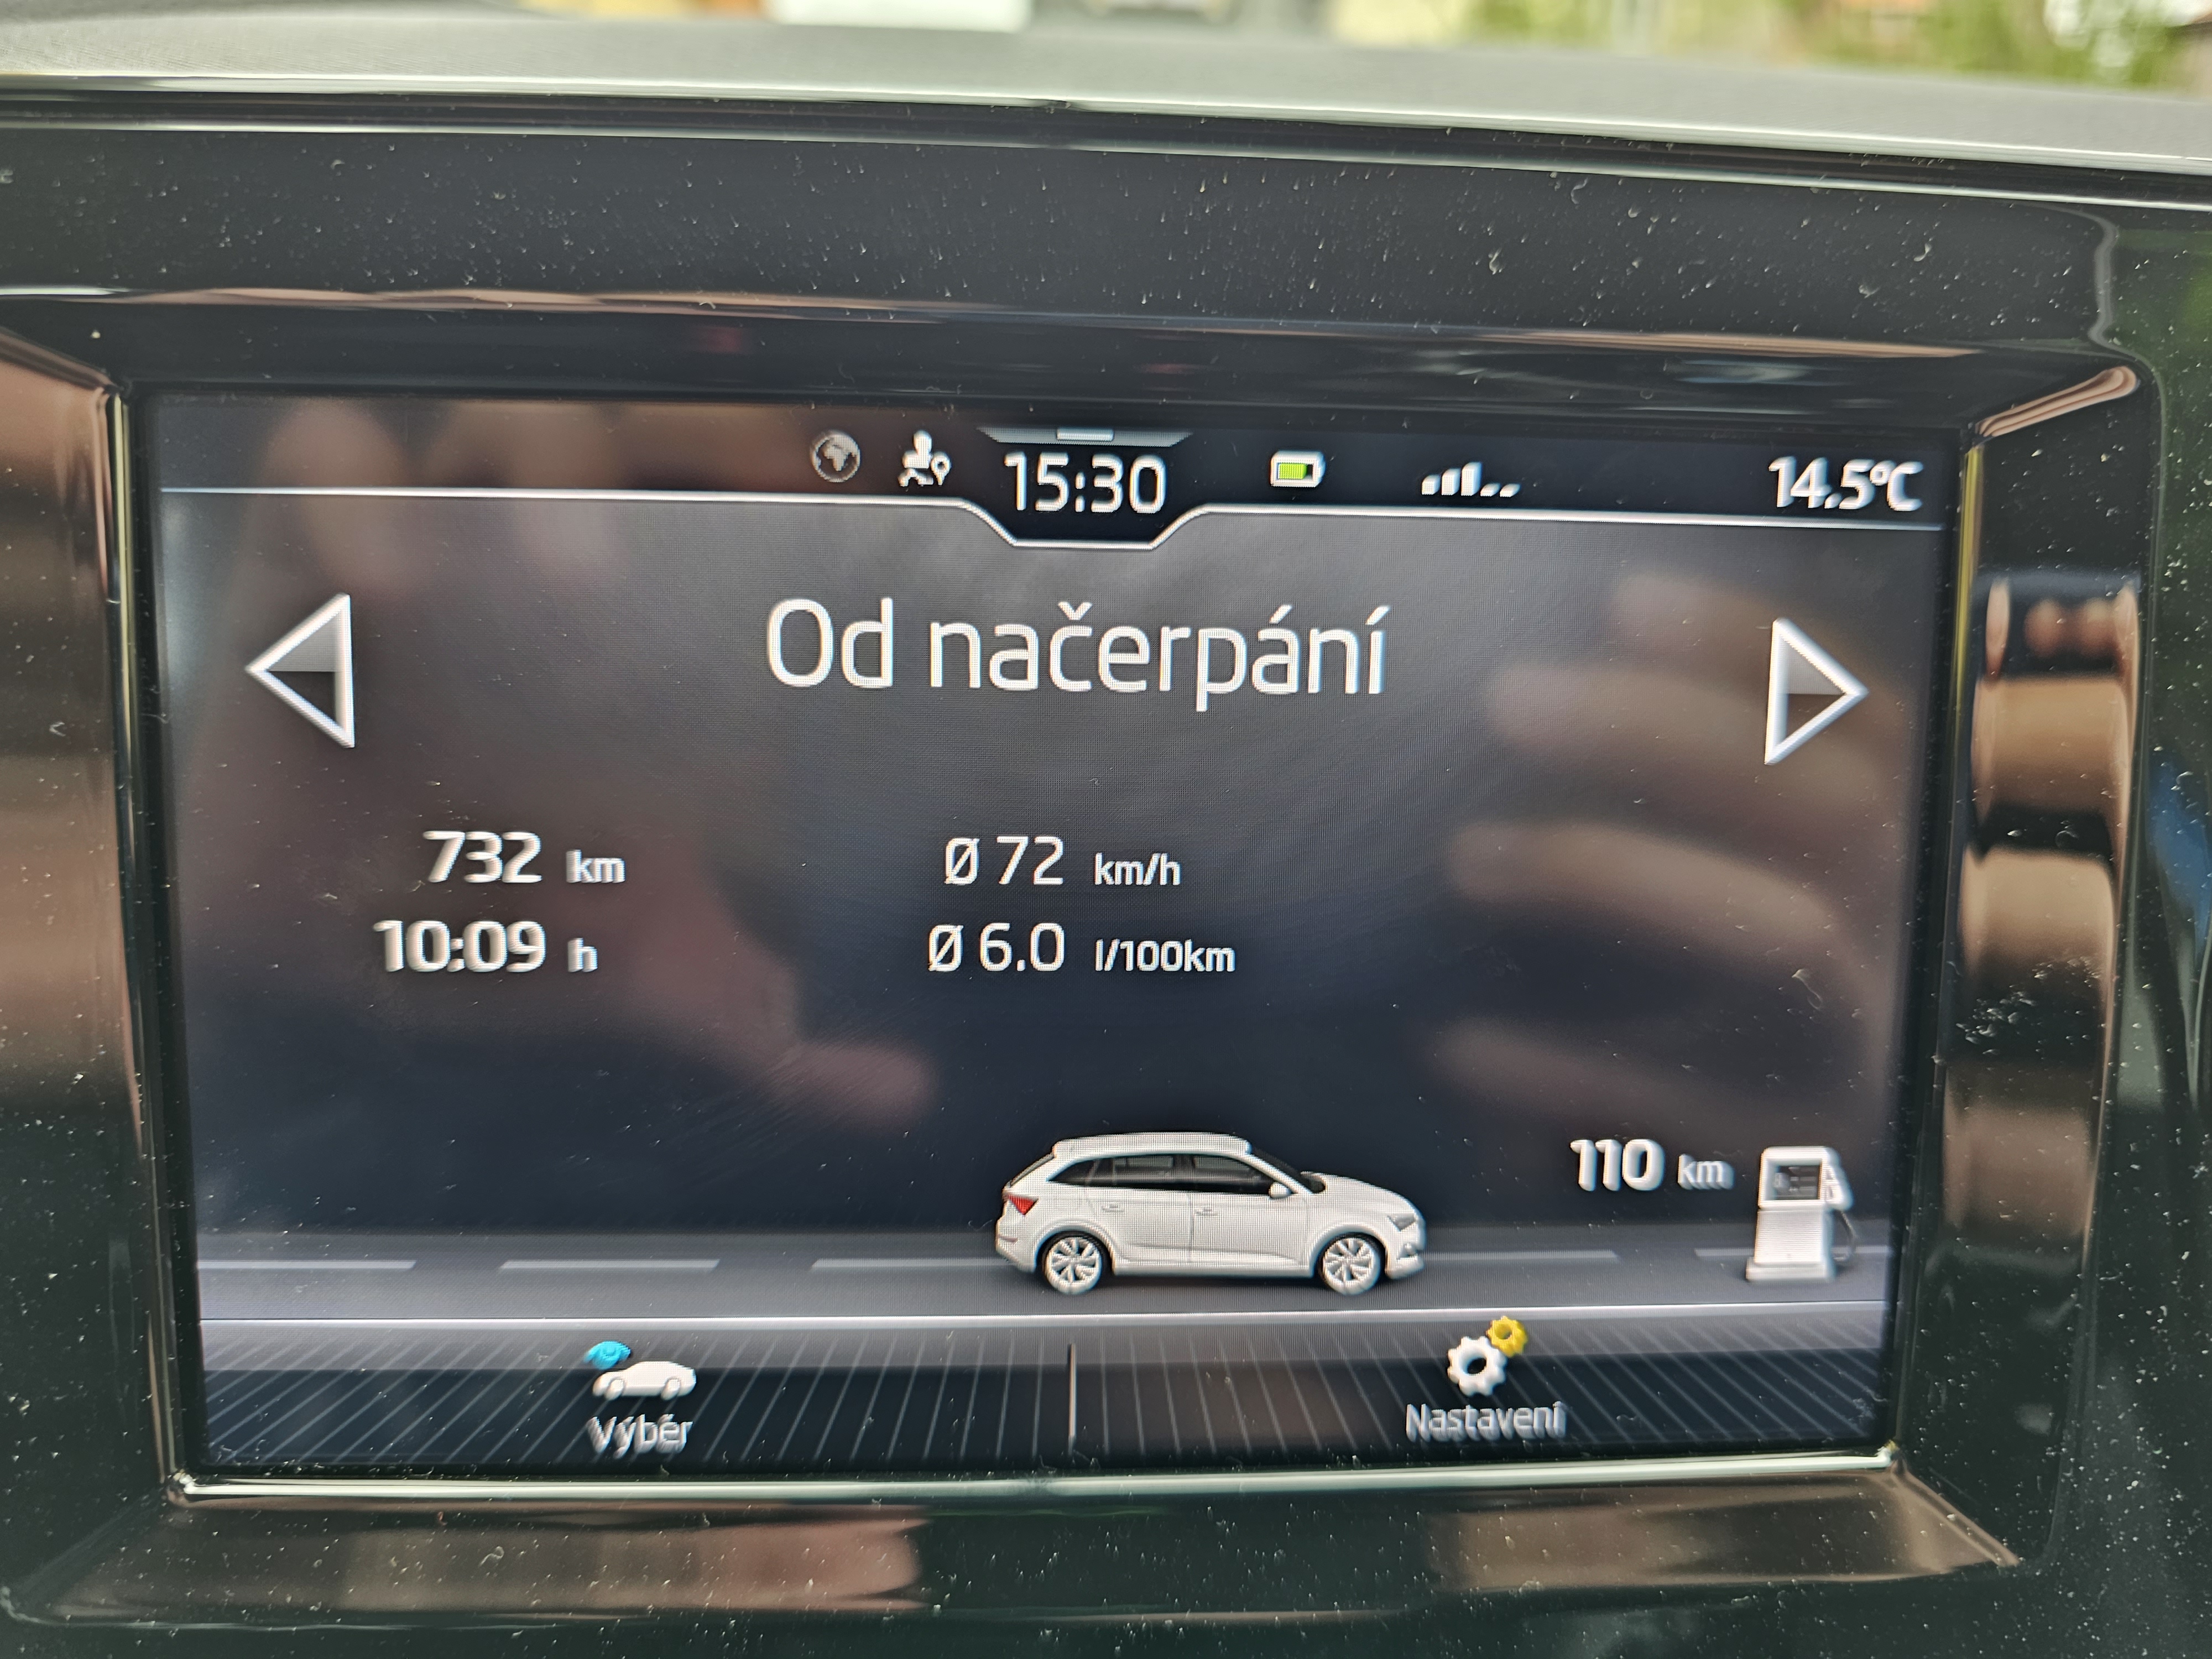 15:30
14.5°C
Od načerpání
732 km
Ø 72 km/h
10:09 h
Ø 6.0 l/100km
110 km
Výběr
Nastavení